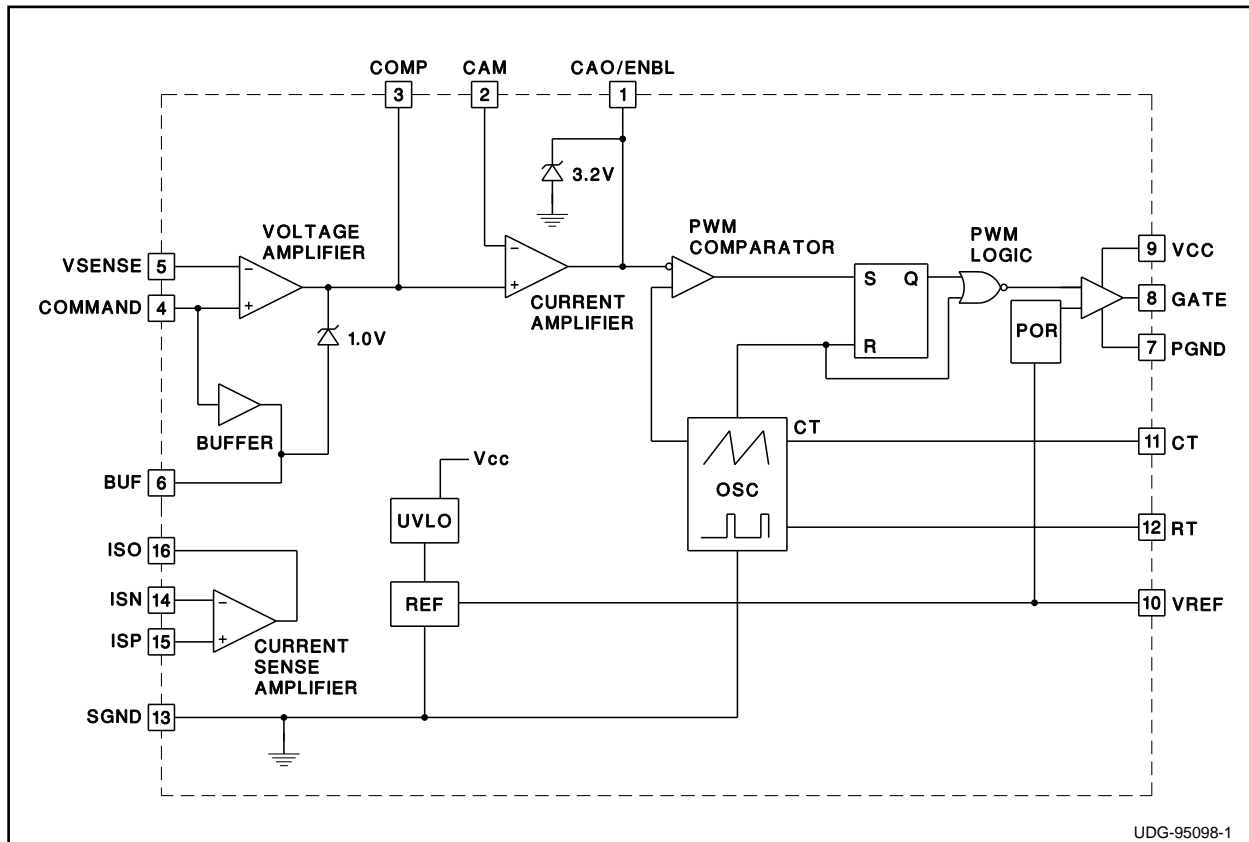 COMP
CAM
CAO/ENBL
3
2
1
3.2V
VOLTAGE
AMPLIFIER
PWM
COMPARATOR
PWM
LOGIC
VSENSE 5
−
+
COMMAND 4
1.0V
−
+
CURRENT
AMPLIFIER
S Q
R
POR
9 VCC
8 GATE
7 PGND
BUFFER
BUF 6
Vcc
UVLO
REF
CT
OSC
11 CT
12 RT
10 VREF
ISO 16
ISN 14
−
ISP 15
+
CURRENT
SENSE
AMPLIFIER
SGND 13
UDG-95098-1